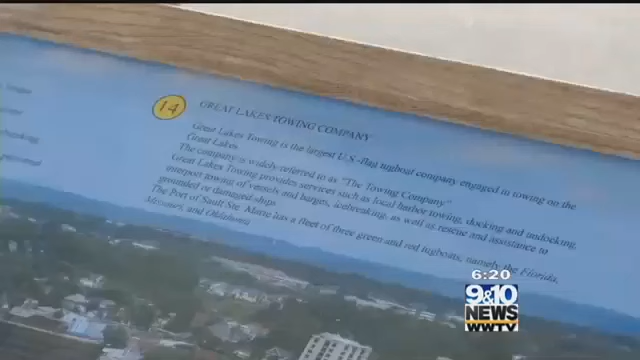 14
GREAT LAKES TOWING COMPANY
Great Lakes Towing is the largest U.S.-flag tugboat company engaged in towing on the
Great Lakes.
The company is widely referred to as "The Towing Company"
Great Lakes Towing provides services such as local harbor towing, docking and undocking,
interport towing of vessels and barges, icebreaking, as well as rescue and assistance to
grounded or damaged ship.
The Port of Sault Ste. Marie has a fleet of three green and red tugboats, namely the Florida,
Missouri, and Oklahoma
6:20
9&10
NEWS
WWTV